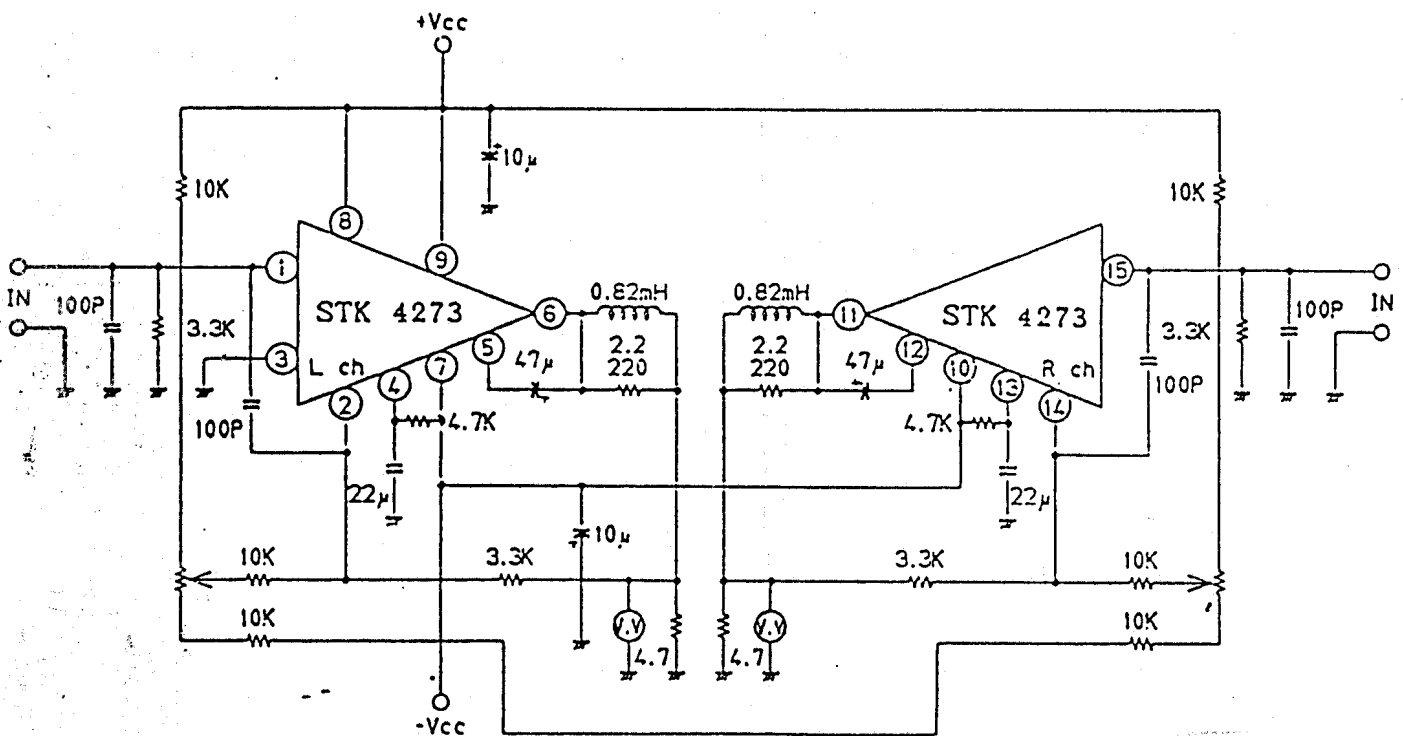 +Vcc
10μ
10K
10K
8
9
1
15
IN
100P
3.3K
STK 4273
6
0.82mH
0.82mH
11
STK 4273
3.3K
100P
IN
3
L ch
5
47μ
2.2
220
2.2
220
47μ
12
R ch
100P
7
4
2
4.7K
4.7K
10
13
14
100P
22μ
10μ
22μ
10K
3.3K
3.3K
10K
10K
V.V
4.7
V.V
4.7
10K
-Vcc